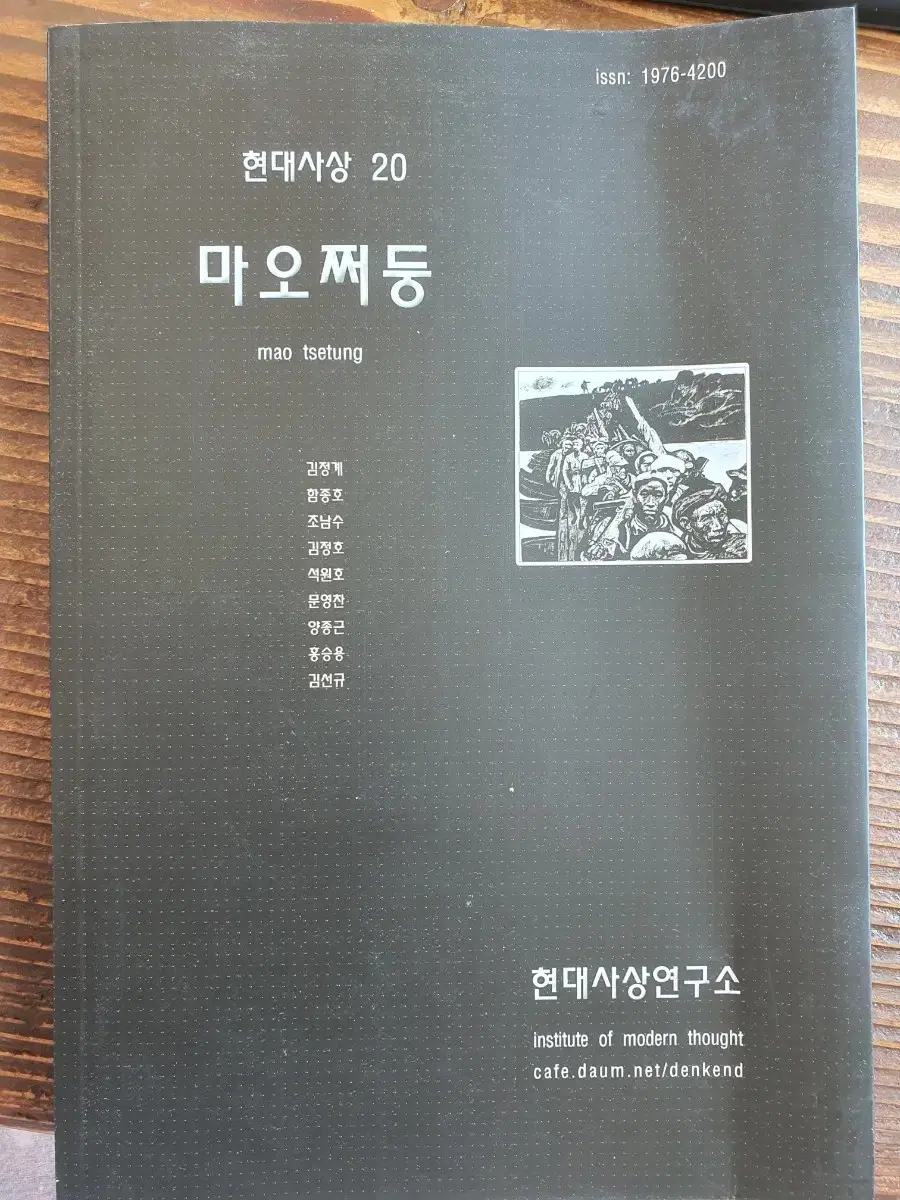 issn: 1976-4200
현대사상 20
마오쩌둥
mao tsetung
김정계
함종호
조남수
김정호
석원호
문영찬
양종근
홍승용
김선규
현대사상연구소
institute of modern thought
cafe.daum.net/denkend